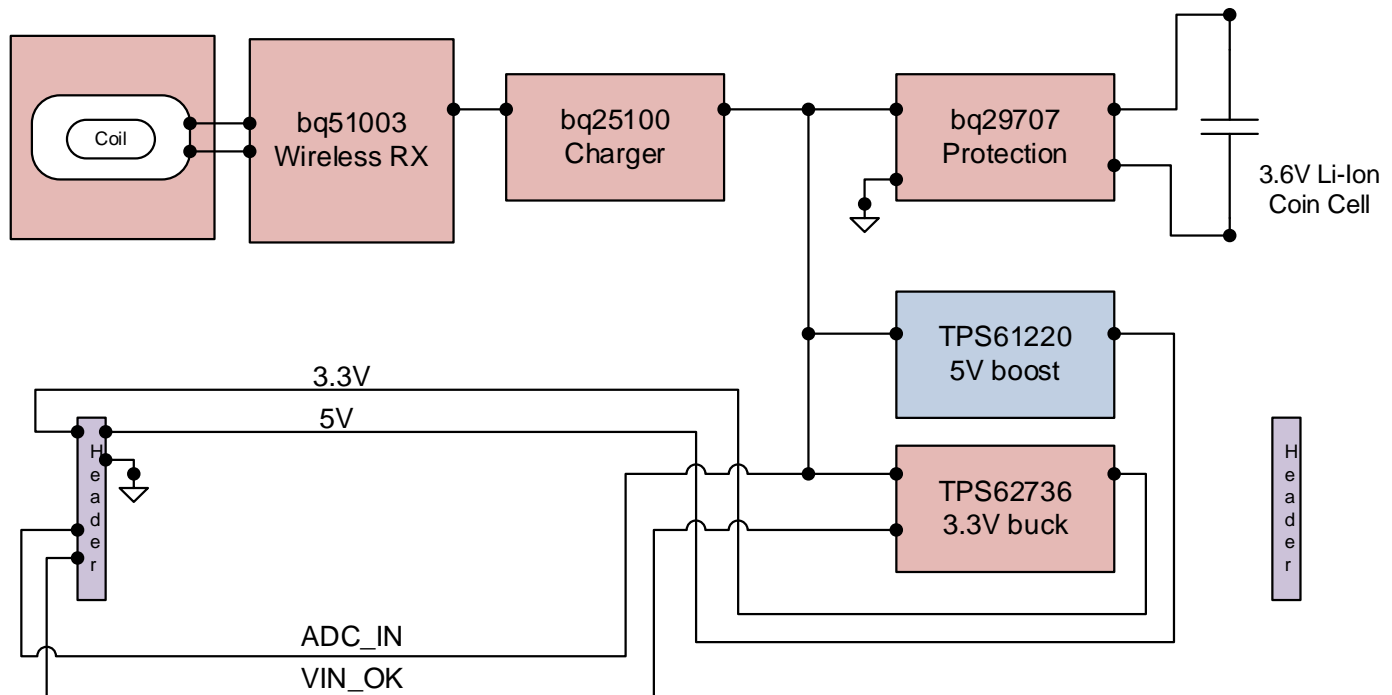 Coil
bq51003
Wireless RX
bq25100
Charger
bq29707
Protection
3.6V Li-Ion
Coin Cell
TPS61220
5V boost
3.3V
5V
Header
TPS62736
3.3V buck
Header
ADC_IN
VIN_OK